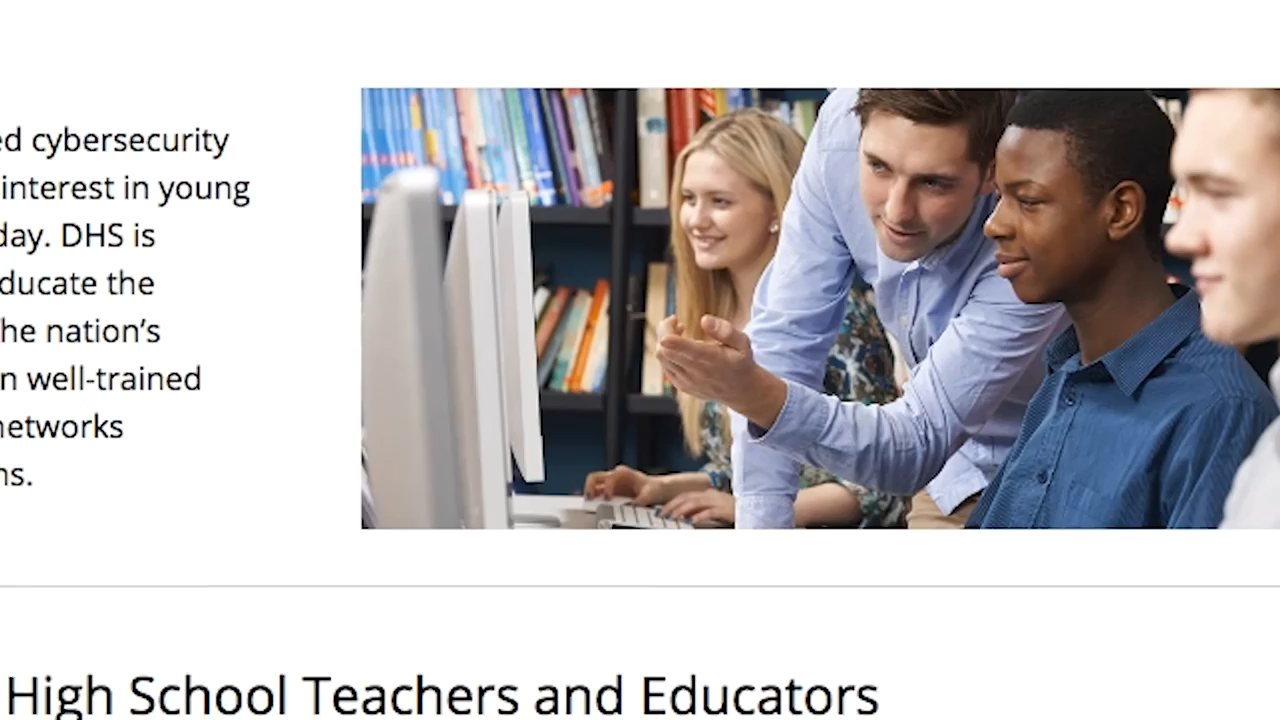 ed cybersecurity
interest in young
day. DHS is
ducate the
he nation's
n well-trained
networks
ns.
High School Teachers and Educators